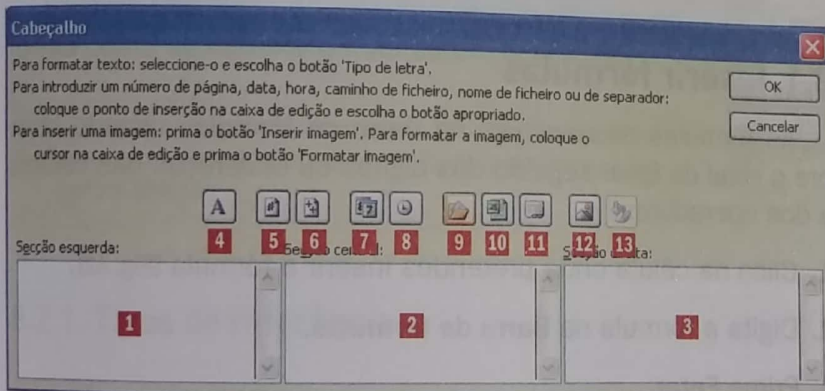 Cabeçalho
Para formatar texto: seleccione-o e escolha o botão 'Tipo de letra'.
Para introduzir um número de página, data, hora, caminho de ficheiro, nome de ficheiro ou de separador:
coloque o ponto de inserção na caixa de edição e escolha o botão apropriado.
Para inserir uma imagem: prima o botão 'Inserir imagem'. Para formatar a imagem, coloque o
cursor na caixa de edição e prima o botão 'Formatar imagem'.
OK
Cancelar
A
4 5 6 7 8 9 10 11 12 13
Secção esquerda:
1 2 3